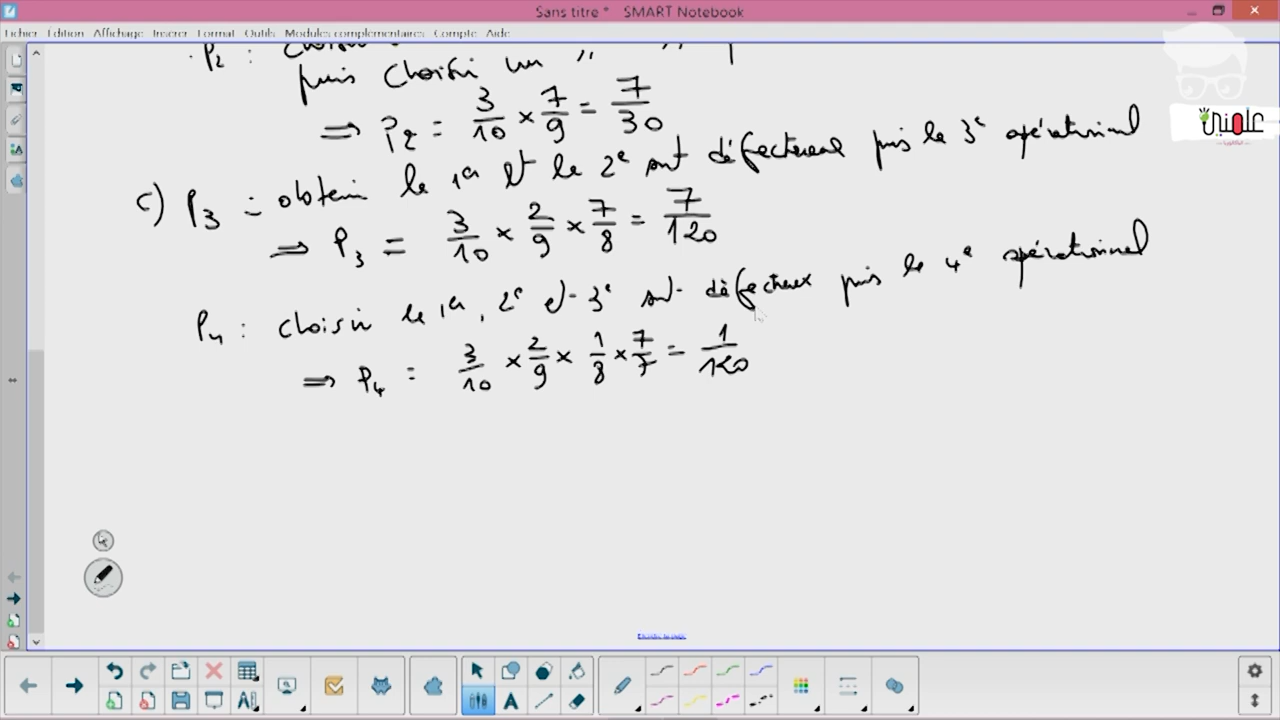 Sans titre * SMART Notebook
Fichier Edition Affichage Insérer Format Outils Modules complémentaires Compte Aide
P2 : choisir
puis choisir un " "
⇒ P2 = 3/10 × 7/9 = 7/30
c) P3 = obtenir le 1er et le 2e sont défectueux puis le 3e opérationnel
⇒ P3 = 3/10 × 2/9 × 7/8 = 7/120
P4 : choisir le 1er, 2e et 3e sont défectueux puis le 4e opérationnel
⇒ P4 = 3/10 × 2/9 × 1/8 × 7/7 = 1/120